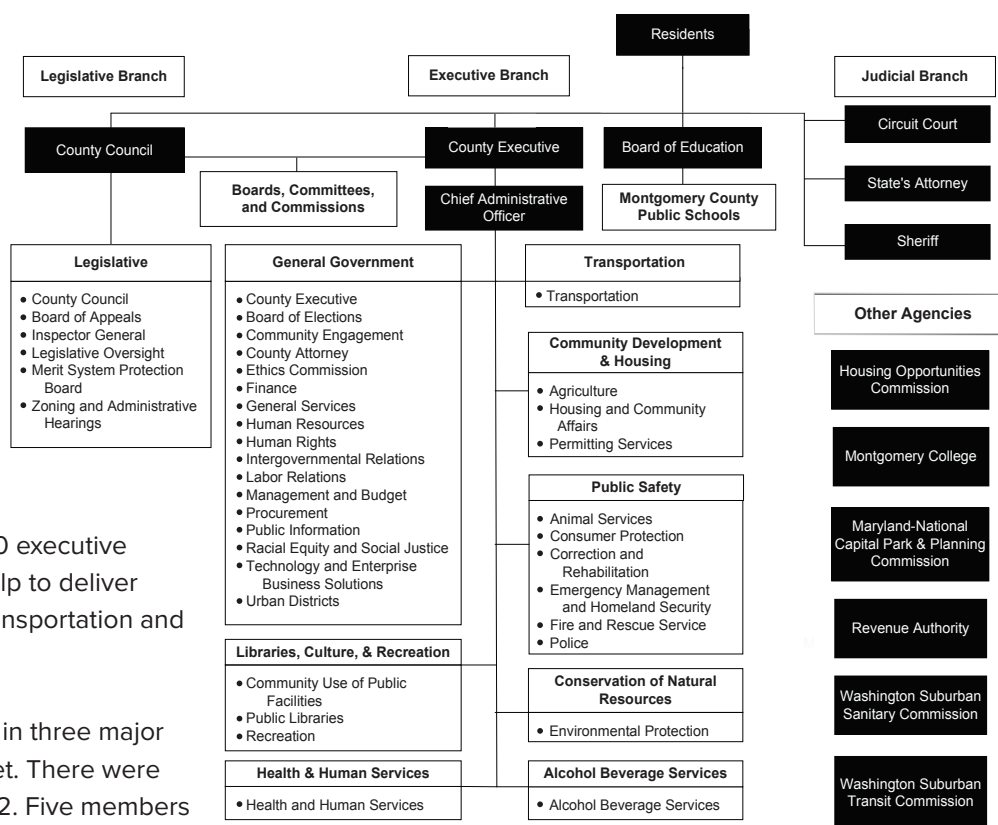 Residents
Legislative Branch
Executive Branch
Judicial Branch
County Council
County Executive
Board of Education
Circuit Court
State's Attorney
Sheriff
Boards, Committees,
and Commissions
Chief Administrative
Officer
Montgomery County
Public Schools
Legislative
• County Council
• Board of Appeals
• Inspector General
• Legislative Oversight
• Merit System Protection
Board
• Zoning and Administrative
Hearings
General Government
• County Executive
• Board of Elections
• Community Engagement
• County Attorney
• Ethics Commission
• Finance
• General Services
• Human Resources
• Human Rights
• Intergovernmental Relations
• Labor Relations
• Management and Budget
• Procurement
• Public Information
• Racial Equity and Social Justice
• Technology and Enterprise
Business Solutions
• Urban Districts
Transportation
• Transportation
Community Development
& Housing
• Agriculture
• Housing and Community
Affairs
• Permitting Services
Public Safety
• Animal Services
• Consumer Protection
• Correction and
Rehabilitation
• Emergency Management
and Homeland Security
• Fire and Rescue Service
• Police
Libraries, Culture, & Recreation
• Community Use of Public
Facilities
• Public Libraries
• Recreation
Conservation of Natural
Resources
• Environmental Protection
Health & Human Services
• Health and Human Services
Alcohol Beverage Services
• Alcohol Beverage Services
Other Agencies
Housing Opportunities
Commission
Montgomery College
Maryland-National
Capital Park & Planning
Commission
Revenue Authority
Washington Suburban
Sanitary Commission
Washington Suburban
Transit Commission
0 executive
lp to deliver
nsportation and
in three major
et. There were
2. Five members